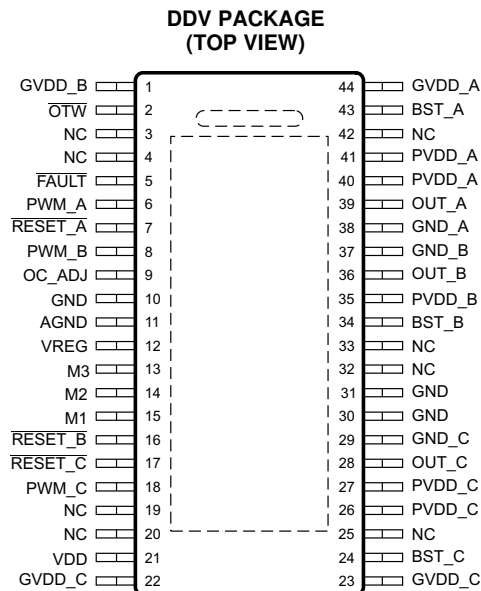 DDV PACKAGE
(TOP VIEW)
GVDD_B 1 44 GVDD_A
OTW 2 43 BST_A
NC 3 42 NC
NC 4 41 PVDD_A
FAULT 5 40 PVDD_A
PWM_A 6 39 OUT_A
RESET_A 7 38 GND_A
PWM_B 8 37 GND_B
OC_ADJ 9 36 OUT_B
GND 10 35 PVDD_B
AGND 11 34 BST_B
VREG 12 33 NC
M3 13 32 NC
M2 14 31 GND
M1 15 30 GND
RESET_B 16 29 GND_C
RESET_C 17 28 OUT_C
PWM_C 18 27 PVDD_C
NC 19 26 PVDD_C
NC 20 25 NC
VDD 21 24 BST_C
GVDD_C 22 23 GVDD_C